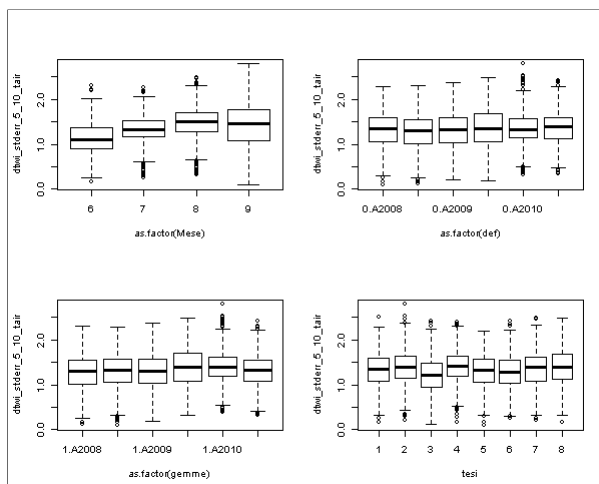 dtwi_stderr_5_10_tair
0.0 1.0 2.0
6 7 8 9
as.factor(Mese)
dtwi_stderr_5_10_tair
0.0 1.0 2.0
0.A2008 0.A2009 0.A2010
as.factor(def)
dtwi_stderr_5_10_tair
0.0 1.0 2.0
1.A2008 1.A2009 1.A2010
as.factor(gemme)
dtwi_stderr_5_10_tair
0.0 1.0 2.0
1 2 3 4 5 6 7 8
tesi